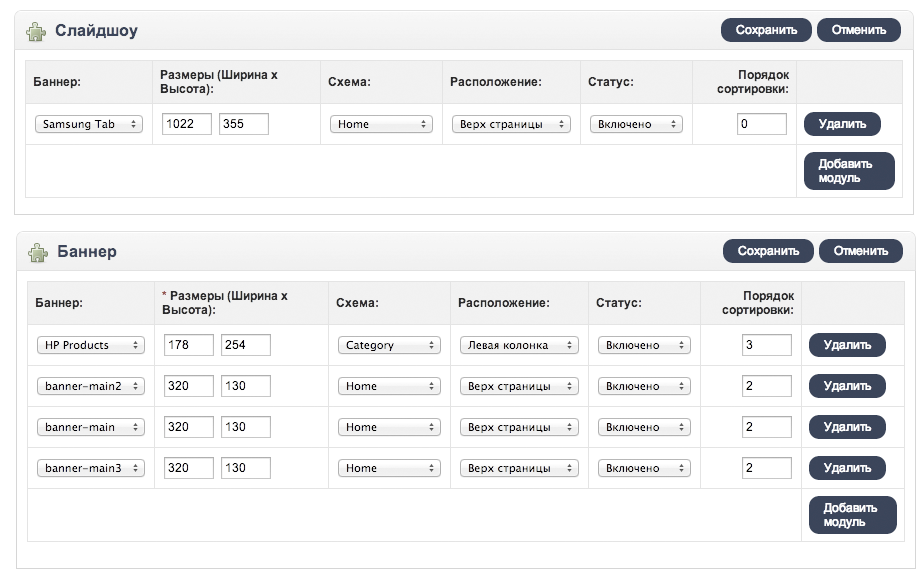 Слайдшоу Сохранить Отменить
Баннер: Размеры (Ширина x Высота): Схема: Расположение: Статус: Порядок сортировки:
Samsung Tab 1022 355 Home Верх страницы Включено 0 Удалить
Добавить модуль
Баннер Сохранить Отменить
Баннер: * Размеры (Ширина x Высота): Схема: Расположение: Статус: Порядок сортировки:
HP Products 178 254 Category Левая колонка Включено 3 Удалить
banner-main2 320 130 Home Верх страницы Включено 2 Удалить
banner-main 320 130 Home Верх страницы Включено 2 Удалить
banner-main3 320 130 Home Верх страницы Включено 2 Удалить
Добавить модуль